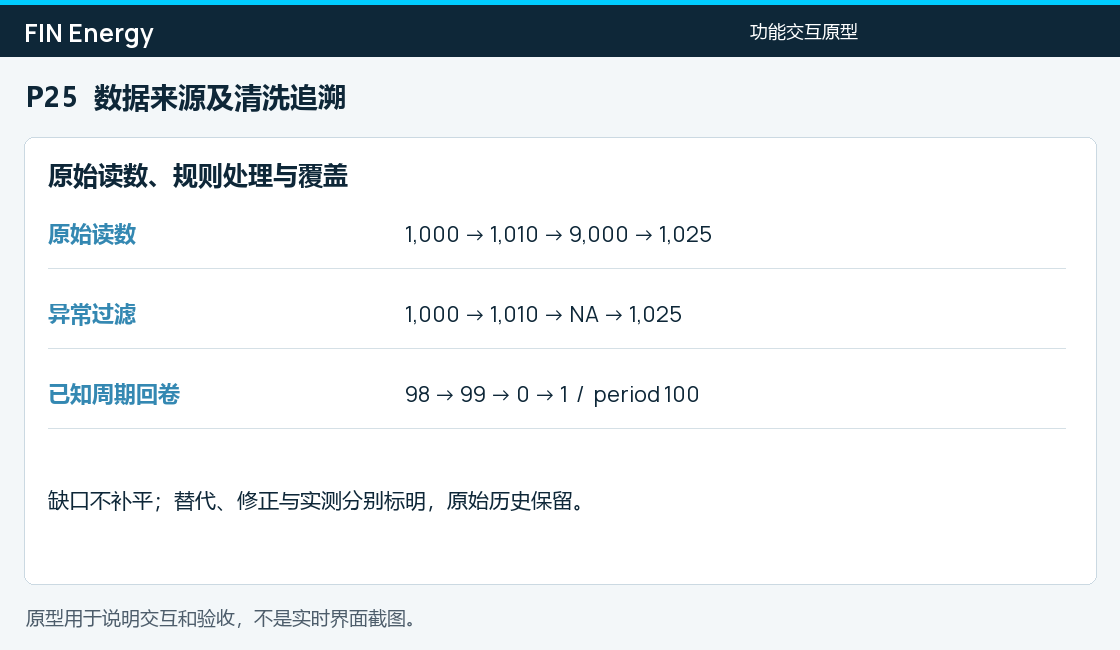 FIN Energy
功能交互原型
P25 数据来源及清洗追溯
原始读数、规则处理与覆盖
原始读数
1,000 → 1,010 → 9,000 → 1,025
异常过滤
1,000 → 1,010 → NA → 1,025
已知周期回卷
98 → 99 → 0 → 1 / period 100
缺口不补平；替代、修正与实测分别标明，原始历史保留。
原型用于说明交互和验收，不是实时界面截图。